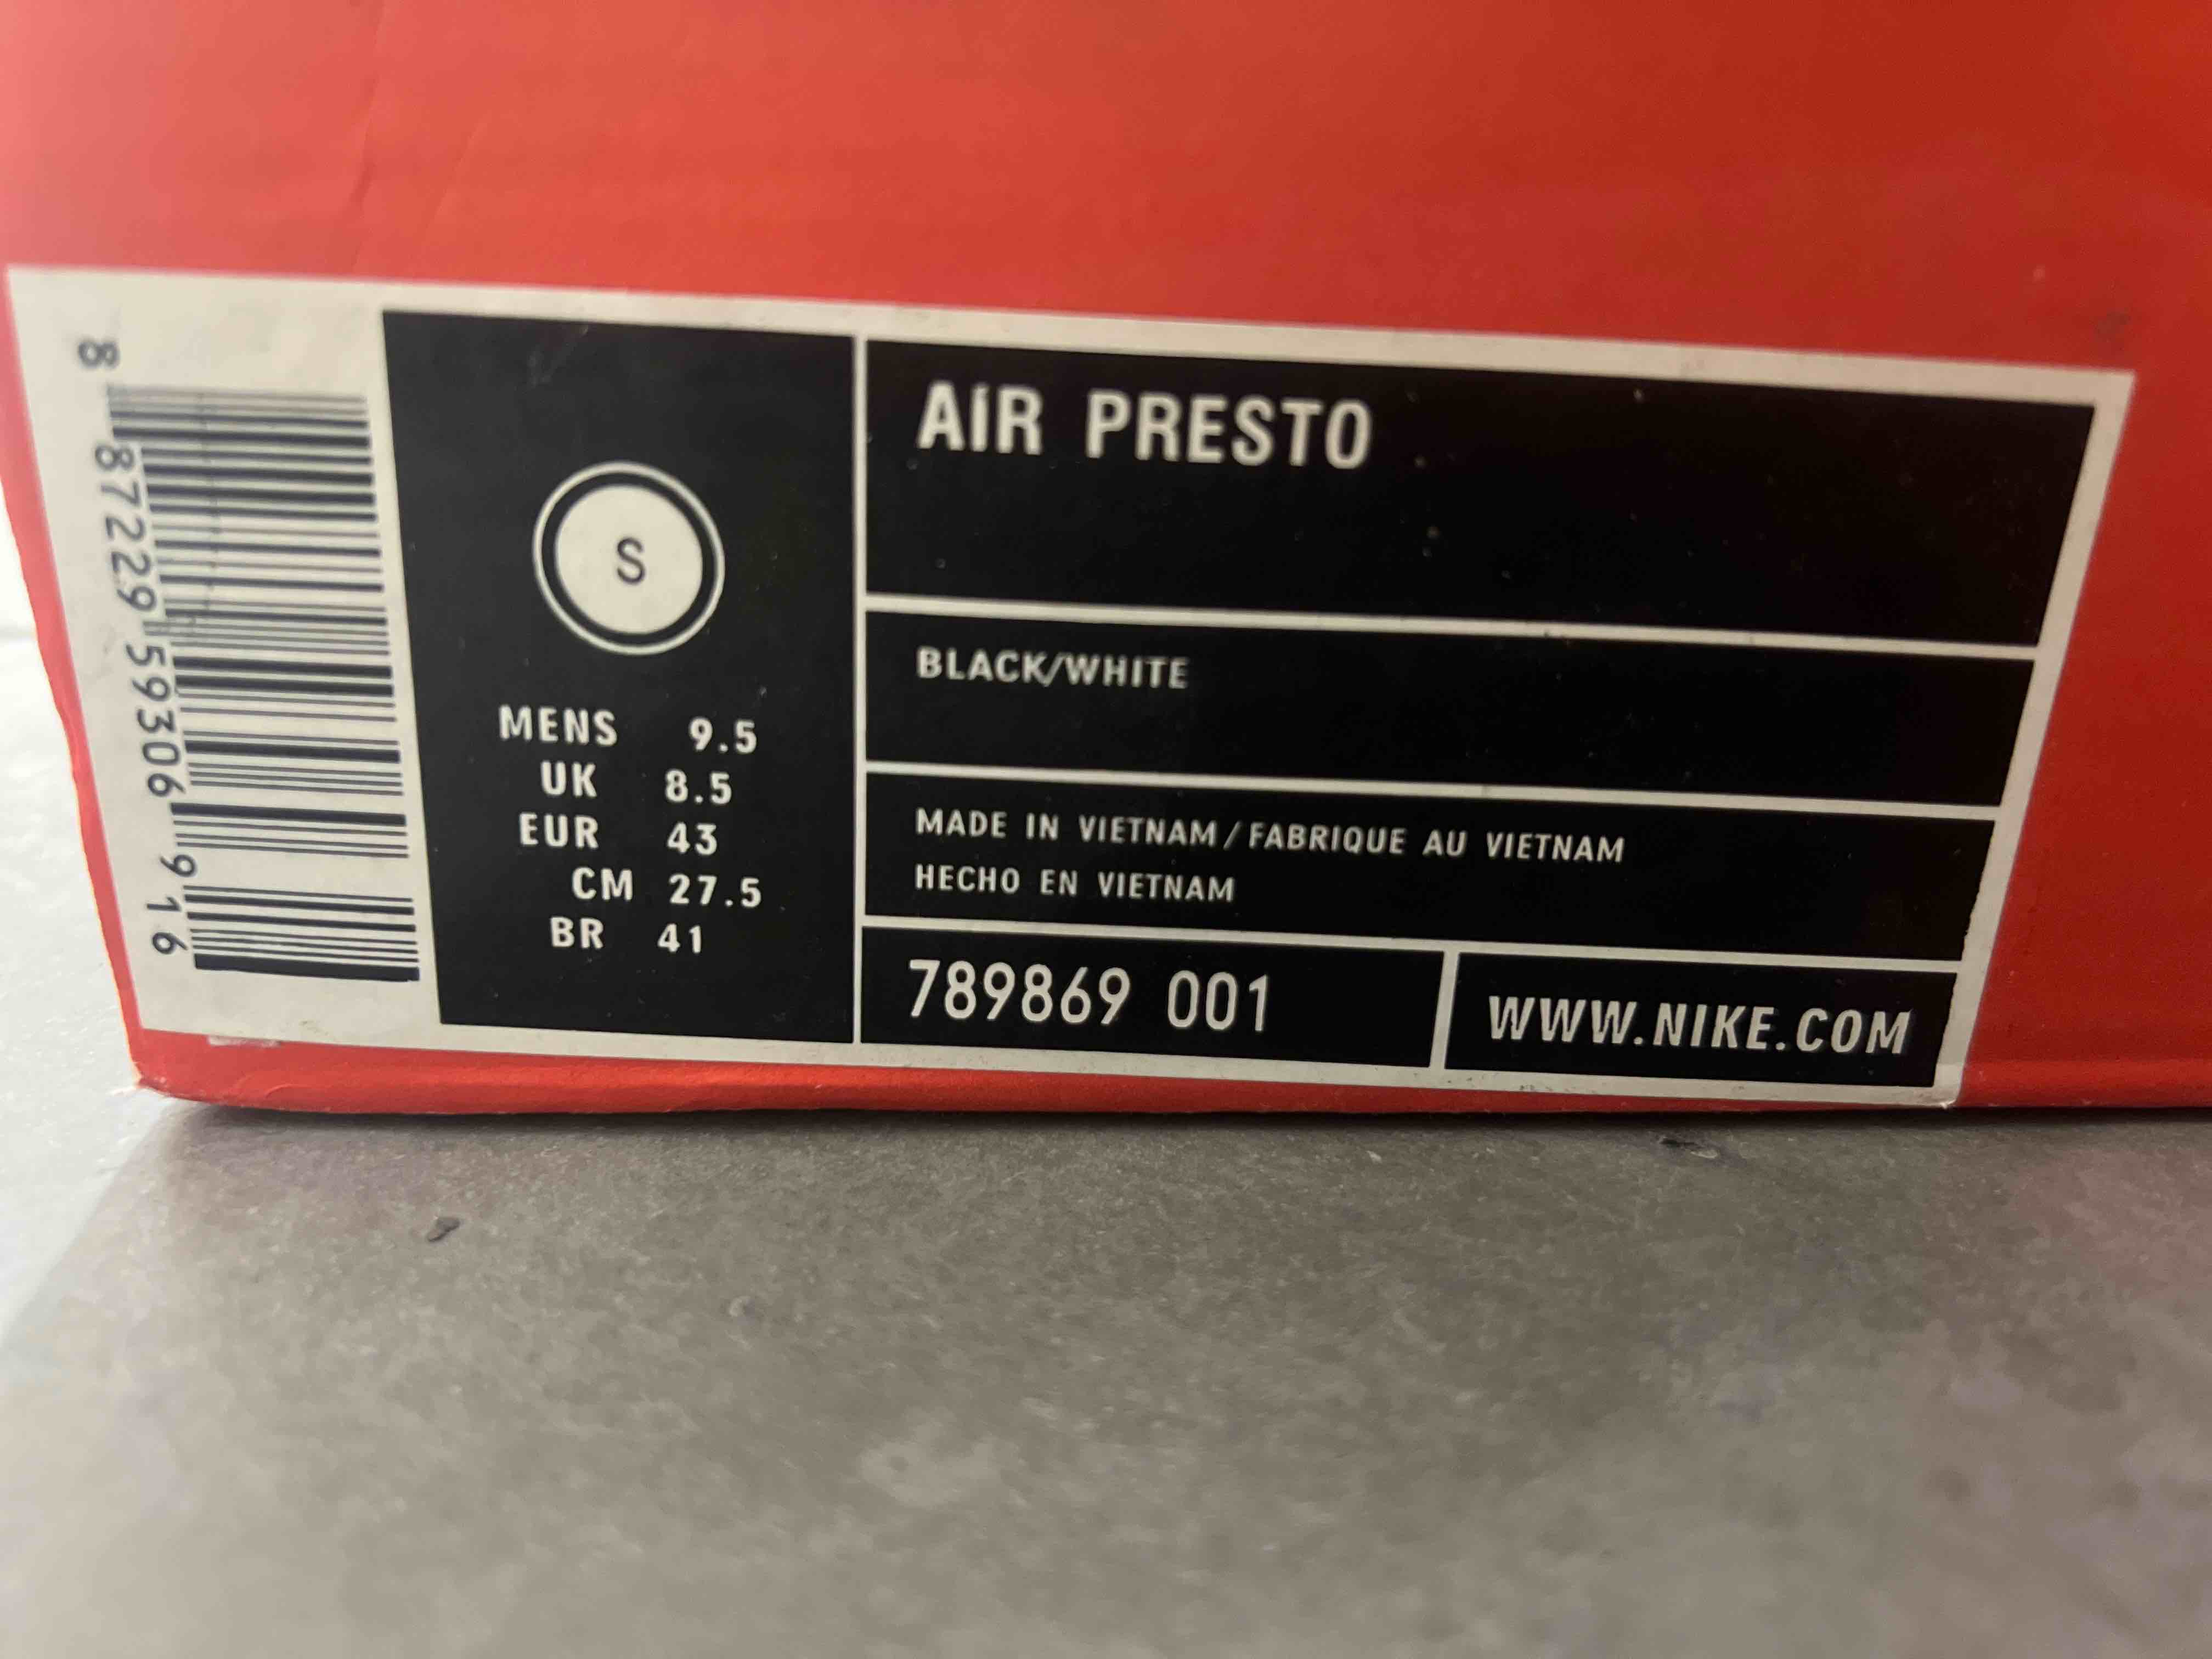 8 87229 59306 9 16
S
MENS 9.5
UK 8.5
EUR 43
CM 27.5
BR 41
AIR PRESTO
BLACK/WHITE
MADE IN VIETNAM / FABRIQUE AU VIETNAM
HECHO EN VIETNAM
789869 001
WWW.NIKE.COM